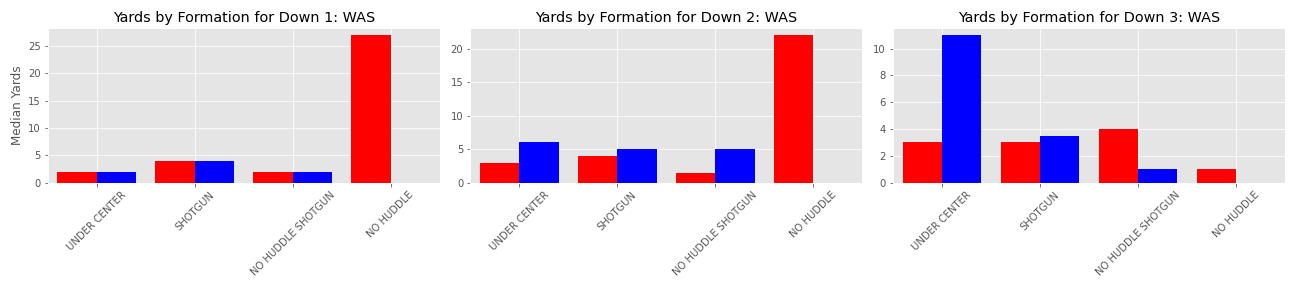 Yards by Formation for Down 1: WAS
Median Yards
25
20
15
10
5
0
UNDER CENTER
SHOTGUN
NO HUDDLE SHOTGUN
NO HUDDLE
Yards by Formation for Down 2: WAS
20
15
10
5
0
UNDER CENTER
SHOTGUN
NO HUDDLE SHOTGUN
NO HUDDLE
Yards by Formation for Down 3: WAS
10
8
6
4
2
0
UNDER CENTER
SHOTGUN
NO HUDDLE SHOTGUN
NO HUDDLE